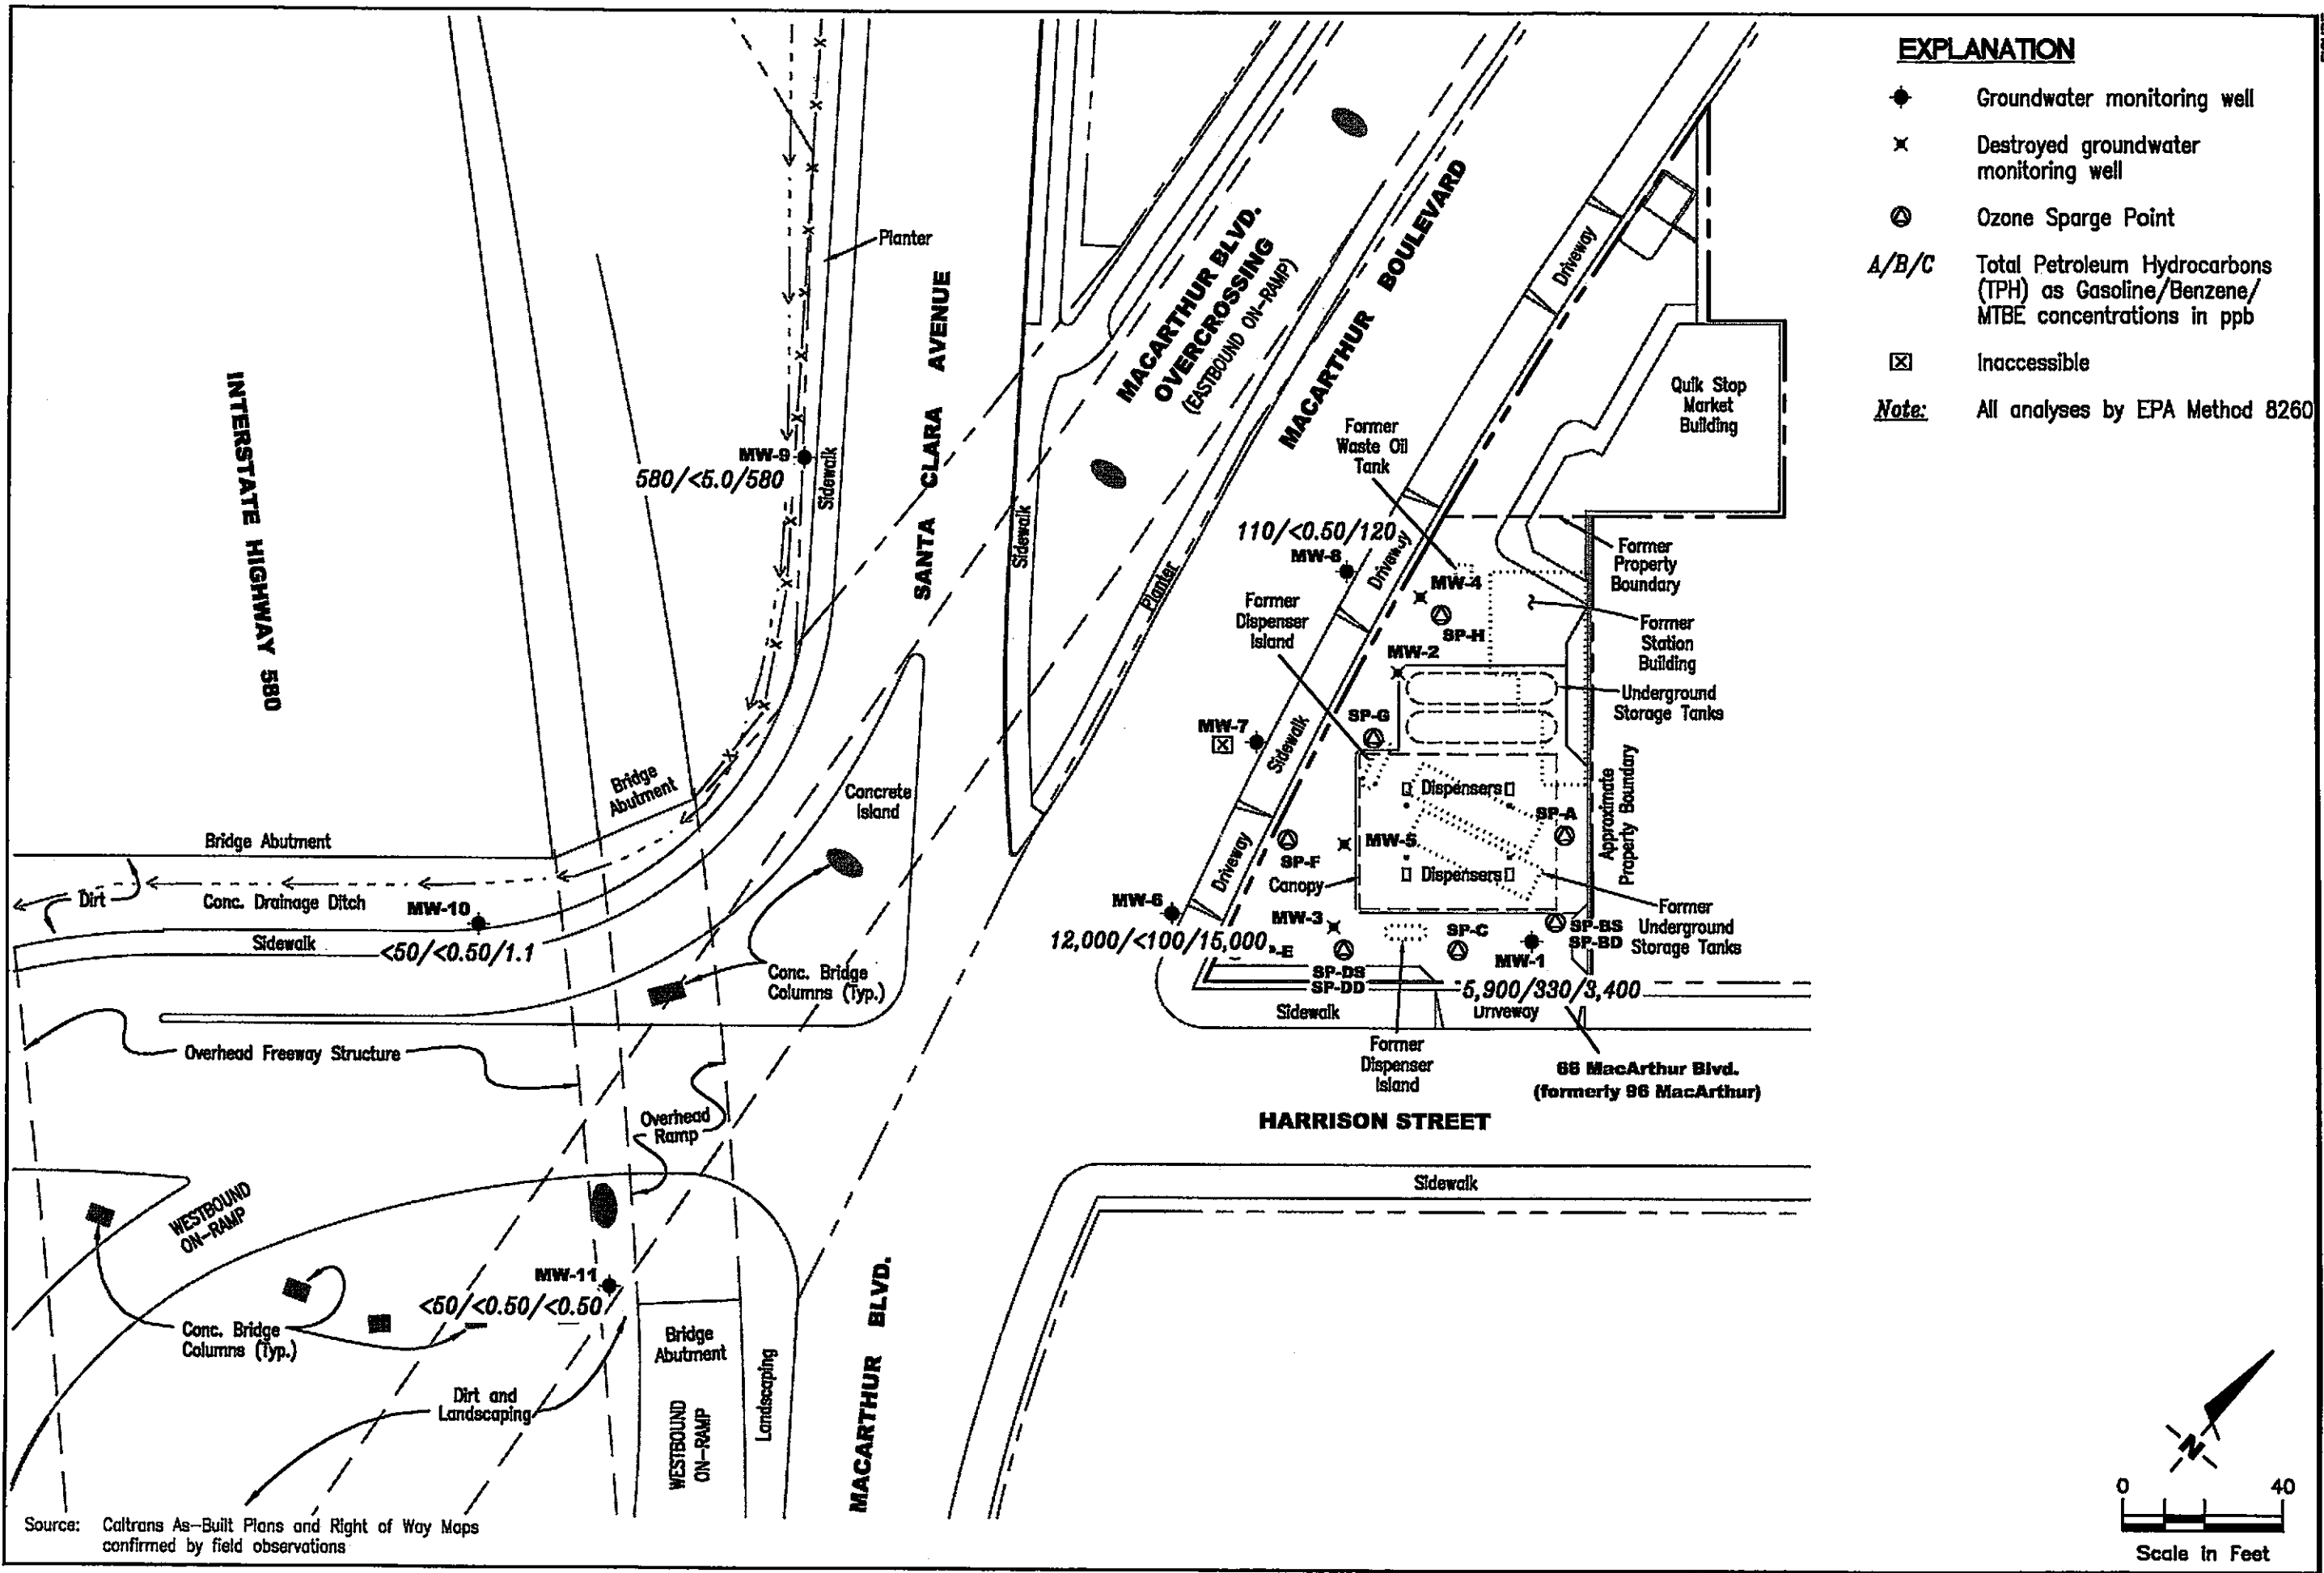 EXPLANATION
Groundwater monitoring well
Destroyed groundwater
monitoring well
Ozone Sparge Point
A/B/C
Total Petroleum Hydrocarbons
(TPH) as Gasoline/Benzene/
MTBE concentrations in ppb
Inaccessible
Note:
All analyses by EPA Method 8260
Planter
INTERSTATE HIGHWAY 580
SANTA CLARA AVENUE
MACARTHUR BLVD.
OVERCROSSING
(EASTBOUND ON-RAMP)
MACARTHUR BOULEVARD
Driveway
Quik Stop
Market
Building
Former
Waste Oil
Tank
MW-9
580/<5.0/580
Sidewalk
Sidewalk
Planter
110/<0.50/120
MW-8
Driveway
MW-4
SP-H
Former
Property
Boundary
Former
Dispenser
Island
Former
Station
Building
MW-2
Underground
Storage Tanks
SP-G
MW-7
Sidewalk
Approximate
Property Boundary
Dispensers
SP-A
MW-5
SP-F
Dispensers
Canopy
Driveway
Bridge
Abutment
Concrete
Island
Bridge Abutment
Dirt
Conc. Drainage Ditch
MW-10
Sidewalk
<50/<0.50/1.1
MW-6
12,000/<100/15,000
P-E
MW-3
SP-DS
SP-DD
SP-C
MW-1
SP-BS
SP-BD
Former
Underground
Storage Tanks
5,900/330/3,400
Sidewalk
Driveway
Conc. Bridge
Columns (Typ.)
Overhead Freeway Structure
Former
Dispenser
Island
66 MacArthur Blvd.
(formerly 96 MacArthur)
HARRISON STREET
Overhead
Ramp
Sidewalk
WESTBOUND
ON-RAMP
MW-11
<50/<0.50/<0.50
Conc. Bridge
Columns (Typ.)
Bridge
Abutment
Dirt and
Landscaping
WESTBOUND
ON-RAMP
Landscaping
MACARTHUR BLVD.
N
0 40
Scale in Feet
Source: Caltrans As-Built Plans and Right of Way Maps
confirmed by field observations